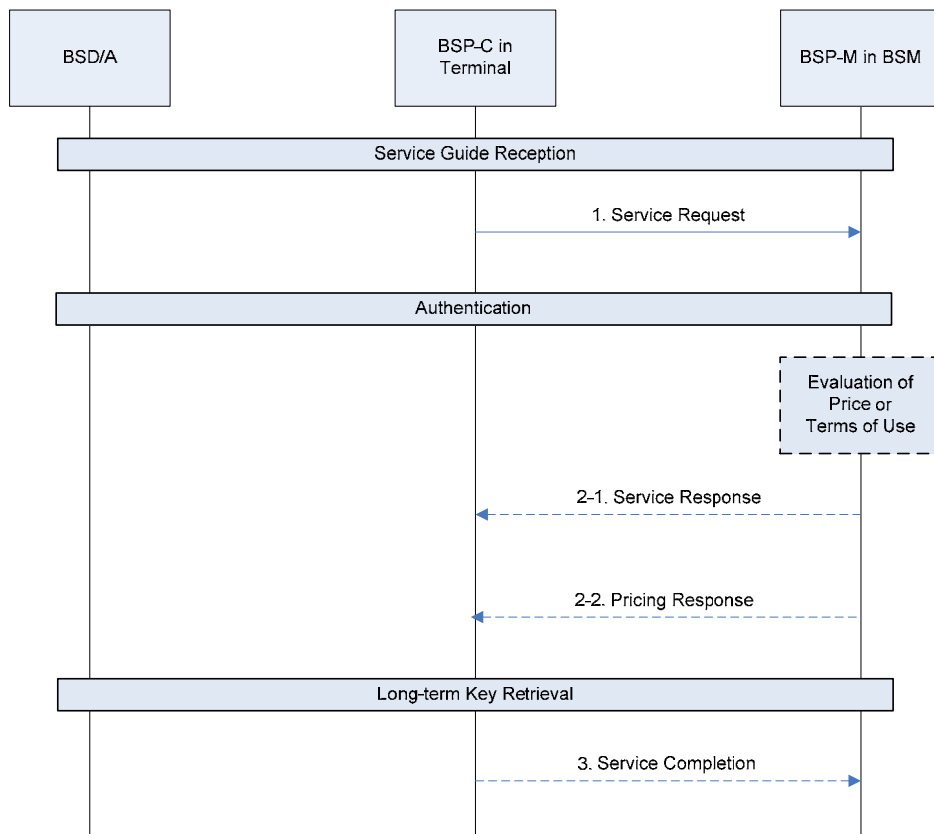 BSD/A
BSP-C in
Terminal
BSP-M in BSM
Service Guide Reception
1. Service Request
Authentication
Evaluation of
Price or
Terms of Use
2-1. Service Response
2-2. Pricing Response
Long-term Key Retrieval
3. Service Completion